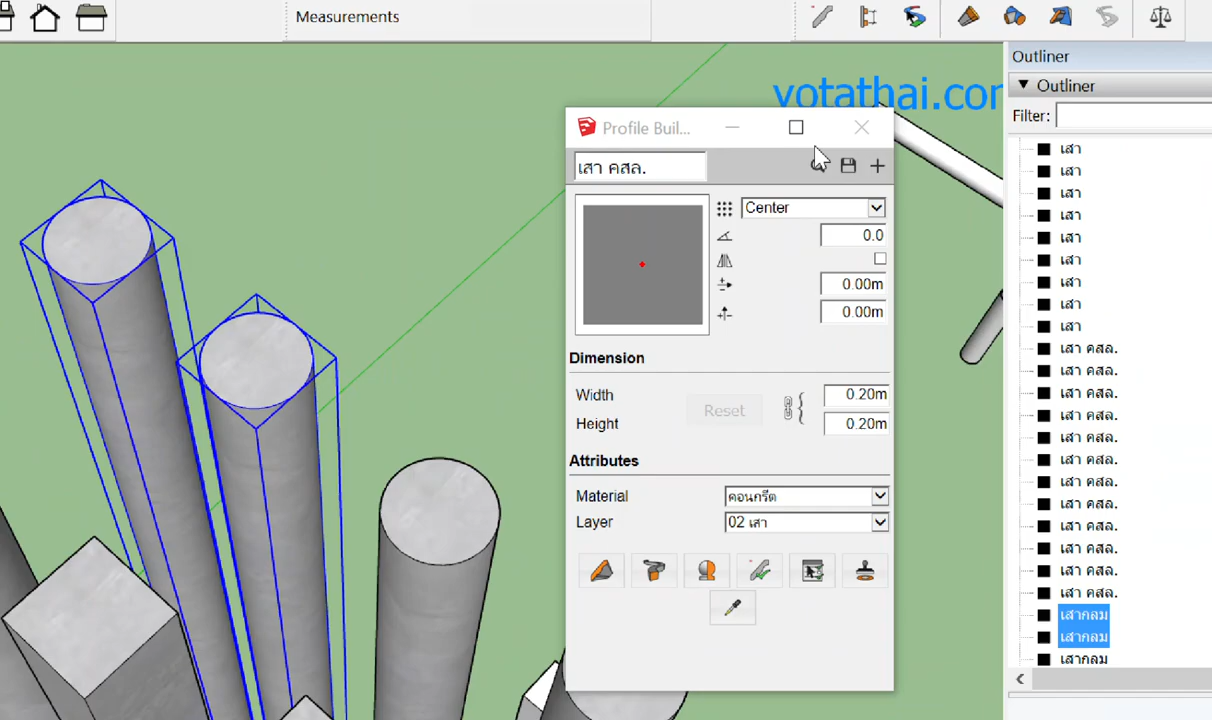 Measurements
Outliner
votathai.cor
Outliner
Filter:
Profile Buil...
เสา คสล.
Center
0.0
0.00m
0.00m
Dimension
Width
0.20m
Reset
Height
0.20m
Attributes
Material
คอนกรีต
Layer
02 เสา
เสา
เสา
เสา
เสา
เสา
เสา
เสา
เสา
เสา
เสา คสล.
เสา คสล.
เสา คสล.
เสา คสล.
เสา คสล.
เสา คสล.
เสา คสล.
เสา คสล.
เสา คสล.
เสา คสล.
เสา คสล.
เสา คสล.
เสากลม
เสากลม
เสากลม